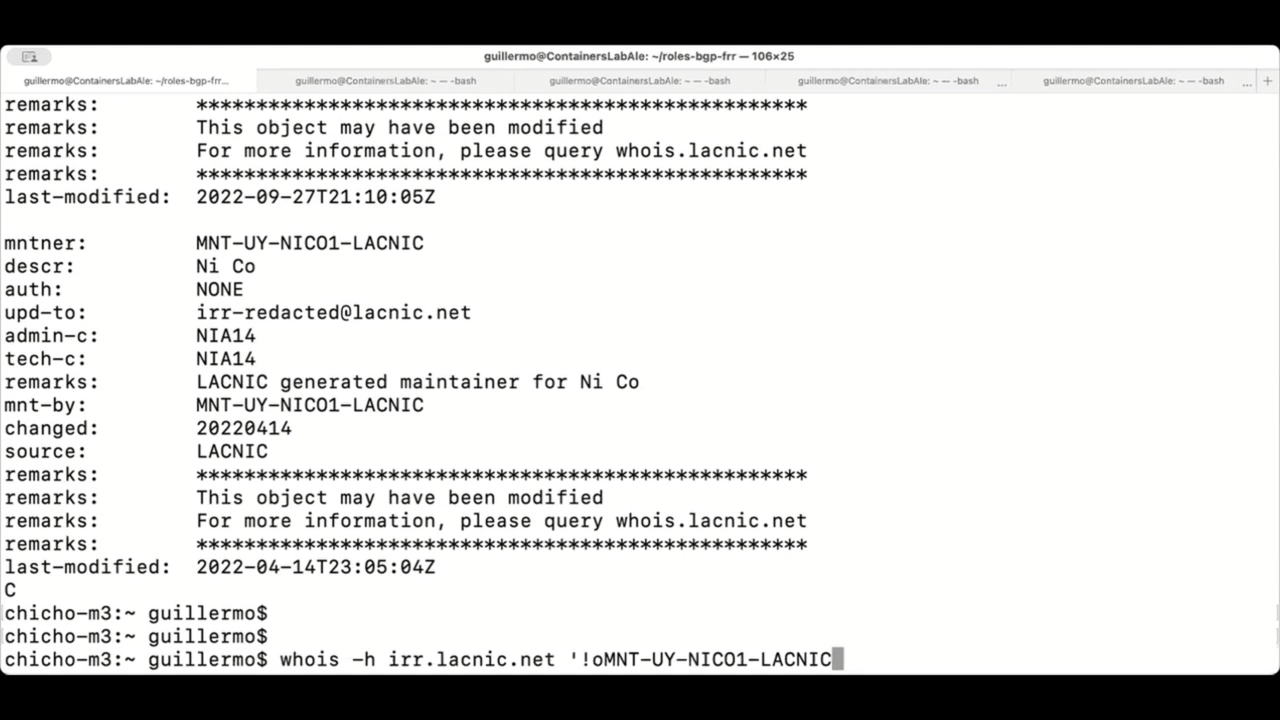 guillermo@ContainersLabAle: ~/roles-bgp-frr — 106×25
guillermo@ContainersLabAle: ~/roles-bgp-frr... guillermo@ContainersLabAle: ~ — -bash guillermo@ContainersLabAle: ~ — -bash guillermo@ContainersLabAle: ~ — -bash ... guillermo@ContainersLabAle: ~ — -bash ... +
remarks: ***************************************************
remarks: This object may have been modified
remarks: For more information, please query whois.lacnic.net
remarks: ***************************************************
last-modified: 2022-09-27T21:10:05Z
mntner: MNT-UY-NICO1-LACNIC
descr: Ni Co
auth: NONE
upd-to: irr-redacted@lacnic.net
admin-c: NIA14
tech-c: NIA14
remarks: LACNIC generated maintainer for Ni Co
mnt-by: MNT-UY-NICO1-LACNIC
changed: 20220414
source: LACNIC
remarks: ***************************************************
remarks: This object may have been modified
remarks: For more information, please query whois.lacnic.net
remarks: ***************************************************
last-modified: 2022-04-14T23:05:04Z
C
chicho-m3:~ guillermo$
chicho-m3:~ guillermo$
chicho-m3:~ guillermo$ whois -h irr.lacnic.net '!oMNT-UY-NICO1-LACNIC